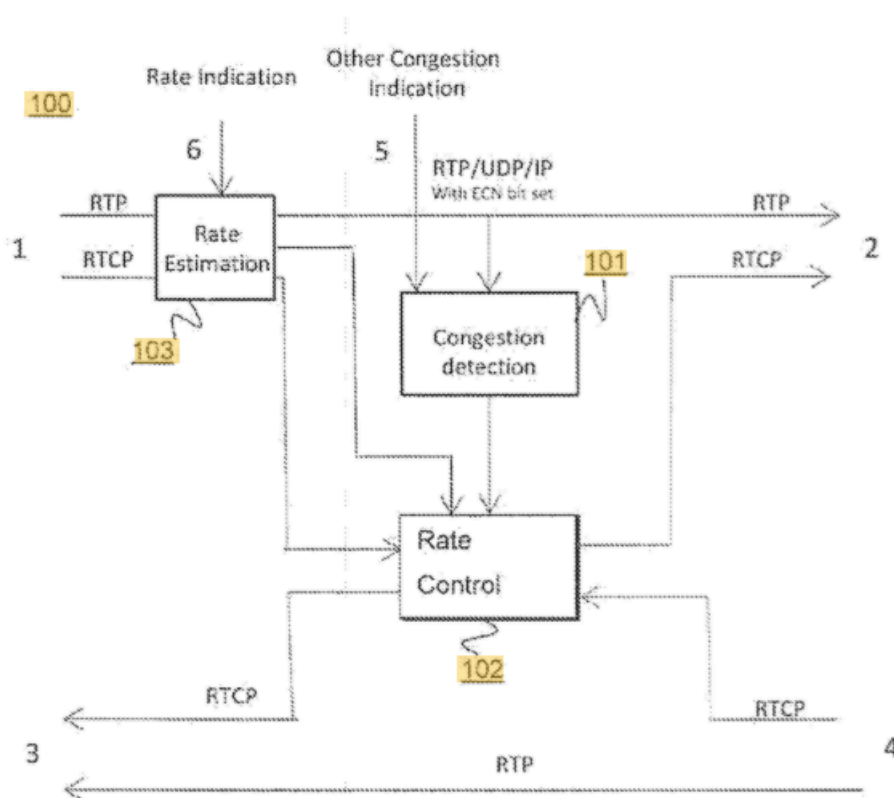 Other Congestion
Indication
Rate Indication
100
6
5
RTP/UDP/IP
With ECN bit set
RTP
RTP
1
Rate
Estimation
2
RTCP
RTCP
101
103
Congestion
detection
Rate
Control
102
RTCP
RTCP
3
4
RTP